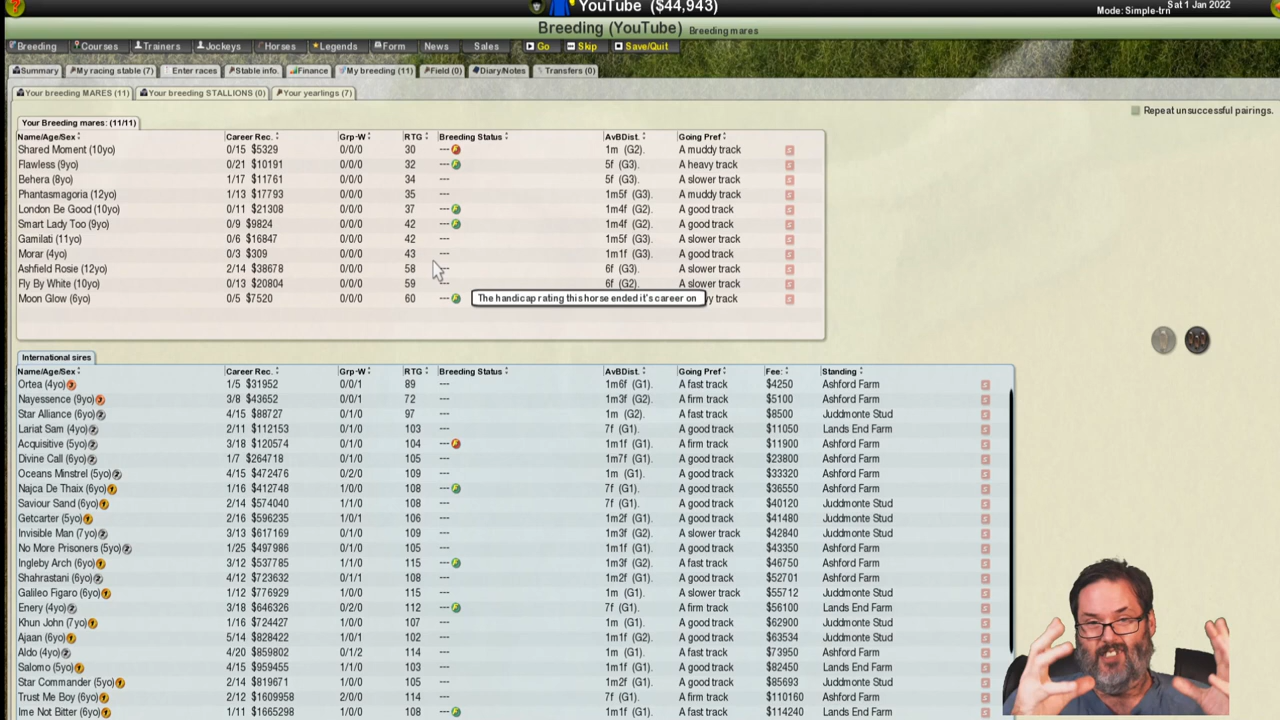 YouTube ($44,943)
Mode: Simple-trn
Sat 1 Jan 2022
Breeding (YouTube) Breeding mares
Breeding Courses Trainers Jockeys Horses Legends Form News Sales Go Skip Save/Quit
Summary My racing stable (7) Enter races Stable info. Finance My breeding (11) Field (0) Diary/Notes Transfers (0)
Your breeding MARES (11) Your breeding STALLIONS (0) Your yearlings (7)
Repeat unsuccessful pairings.
Your Breeding mares: (11/11)
Name/Age/Sex Career Rec. Grp-W RTG Breeding Status AvBDist. Going Pref
Shared Moment (10yo) 0/15 $5329 0/0/0 30 --- 1m (G2). A muddy track
Flawless (9yo) 0/21 $10191 0/0/0 32 --- 5f (G3). A heavy track
Behera (8yo) 1/17 $11761 0/0/0 34 --- 5f (G3). A slower track
Phantasmagoria (12yo) 1/13 $17793 0/0/0 35 --- 1m5f (G3). A muddy track
London Be Good (10yo) 0/11 $21308 0/0/0 37 --- 1m4f (G2). A good track
Smart Lady Too (9yo) 0/9 $9824 0/0/0 42 --- 1m4f (G2). A good track
Gamilati (11yo) 0/6 $16847 0/0/0 42 --- 1m5f (G3). A slower track
Morar (4yo) 0/3 $309 0/0/0 43 --- 1m1f (G3). A good track
Ashfield Rosie (12yo) 2/14 $38678 0/0/0 58 --- 6f (G3). A slower track
Fly By White (10yo) 0/13 $20804 0/0/0 59 --- 6f (G2). A slower track
Moon Glow (6yo) 0/5 $7520 0/0/0 60 --- The handicap rating this horse ended it's career on y track
International sires
Name/Age/Sex Career Rec. Grp-W RTG Breeding Status AvBDist. Going Pref Fee: Standing
Ortea (4yo) 1/5 $31952 0/0/1 89 --- 1m6f (G1). A fast track $4250 Ashford Farm
Nayessence (9yo) 3/8 $43652 0/0/1 72 --- 1m3f (G2). A firm track $5100 Ashford Farm
Star Alliance (6yo) 4/15 $88727 0/1/0 97 --- 1m (G2). A fast track $8500 Juddmonte Stud
Lariat Sam (4yo) 2/11 $112153 0/1/0 103 --- 7f (G1). A good track $11050 Lands End Farm
Acquisitive (5yo) 3/18 $120574 0/1/0 104 --- 1m1f (G1). A firm track $11900 Ashford Farm
Divine Call (6yo) 1/7 $264718 0/1/0 105 --- 1m7f (G1). A good track $23800 Ashford Farm
Oceans Minstrel (5yo) 4/15 $472476 0/2/0 109 --- 1m (G1). A good track $33320 Ashford Farm
Najca De Thaix (6yo) 1/16 $412748 1/0/0 108 --- 7f (G1). A good track $36550 Ashford Farm
Saviour Sand (6yo) 2/14 $574040 1/1/0 108 --- 7f (G1). A good track $40120 Juddmonte Stud
Getcarter (5yo) 2/16 $596235 1/0/1 106 --- 1m2f (G1). A good track $41480 Juddmonte Stud
Invisible Man (7yo) 3/13 $617169 0/1/0 109 --- 1m3f (G2). A slower track $42840 Juddmonte Stud
No More Prisoners (5yo) 1/25 $497986 0/1/0 105 --- 1m1f (G1). A good track $43350 Ashford Farm
Ingleby Arch (6yo) 3/12 $537785 1/1/0 115 --- 1m3f (G2). A fast track $46750 Ashford Farm
Shahrastani (6yo) 4/12 $723632 0/1/1 108 --- 1m2f (G1). A good track $52701 Ashford Farm
Galileo Figaro (6yo) 1/12 $776929 1/0/0 115 --- 1m (G1). A slower track $55712 Juddmonte Stud
Enery (4yo) 3/18 $646326 0/2/0 112 --- 7f (G1). A firm track $56100 Lands End Farm
Khun John (7yo) 1/16 $724427 1/0/0 107 --- 1m (G1). A good track $62900 Juddmonte Stud
Ajaan (6yo) 5/14 $828422 1/0/1 102 --- 1m1f (G2). A good track $63534 Juddmonte Stud
Aldo (4yo) 4/20 $859802 0/1/2 114 --- 1m (G1). A fast track $73950 Ashford Farm
Salomo (5yo) 4/15 $959455 1/1/0 103 --- 1m1f (G1). A good track $82450 Lands End Farm
Star Commander (5yo) 2/14 $819671 1/0/0 105 --- 1m (G1). A good track $85693 Juddmonte Stud
Trust Me Boy (6yo) 2/12 $1609958 2/0/0 114 --- 7f (G1). A firm track $110160 Ashford Farm
Ime Not Bitter (6yo) 1/11 $1665298 1/0/0 108 --- 1m1f (G1). A fast track $114240 Lands End Farm